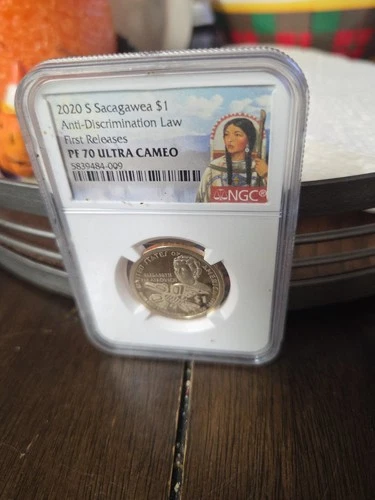 2020 S Sacagawea $1
Anti-Discrimination Law
First Releases
PF 70 ULTRA CAMEO
5839484-009
NGC®